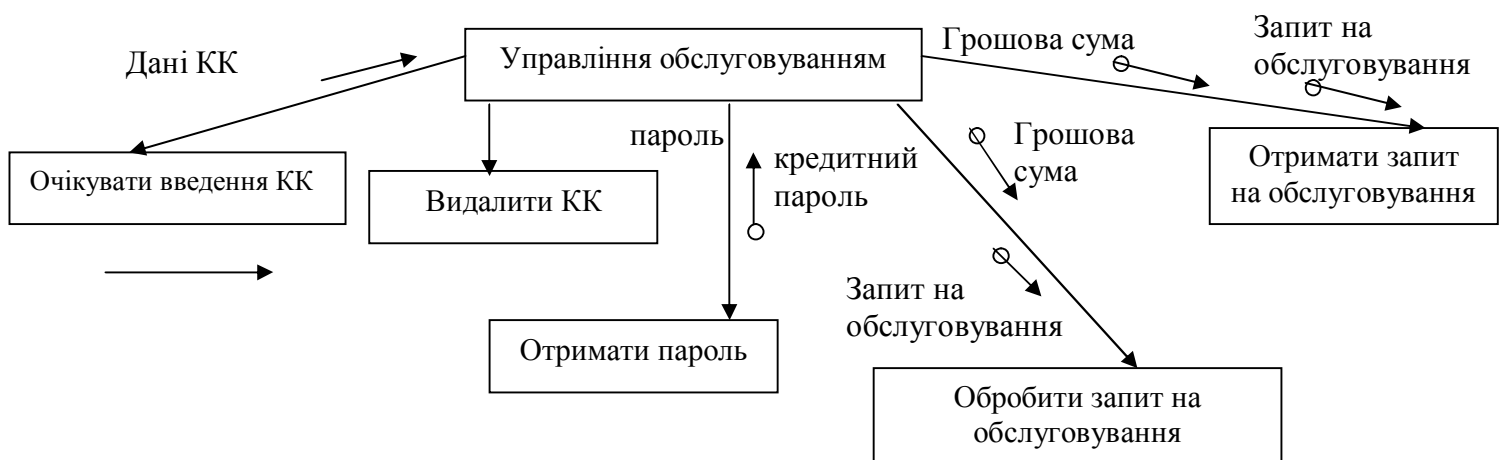 Дані КК
Управління обслуговуванням
Грошова сума
Запит на
обслуговування
пароль
кредитний
пароль
Грошова
сума
Очікувати введення КК
Видалити КК
Отримати запит
на обслуговування
Запит на
обслуговування
Отримати пароль
Обробити запит на
обслуговування